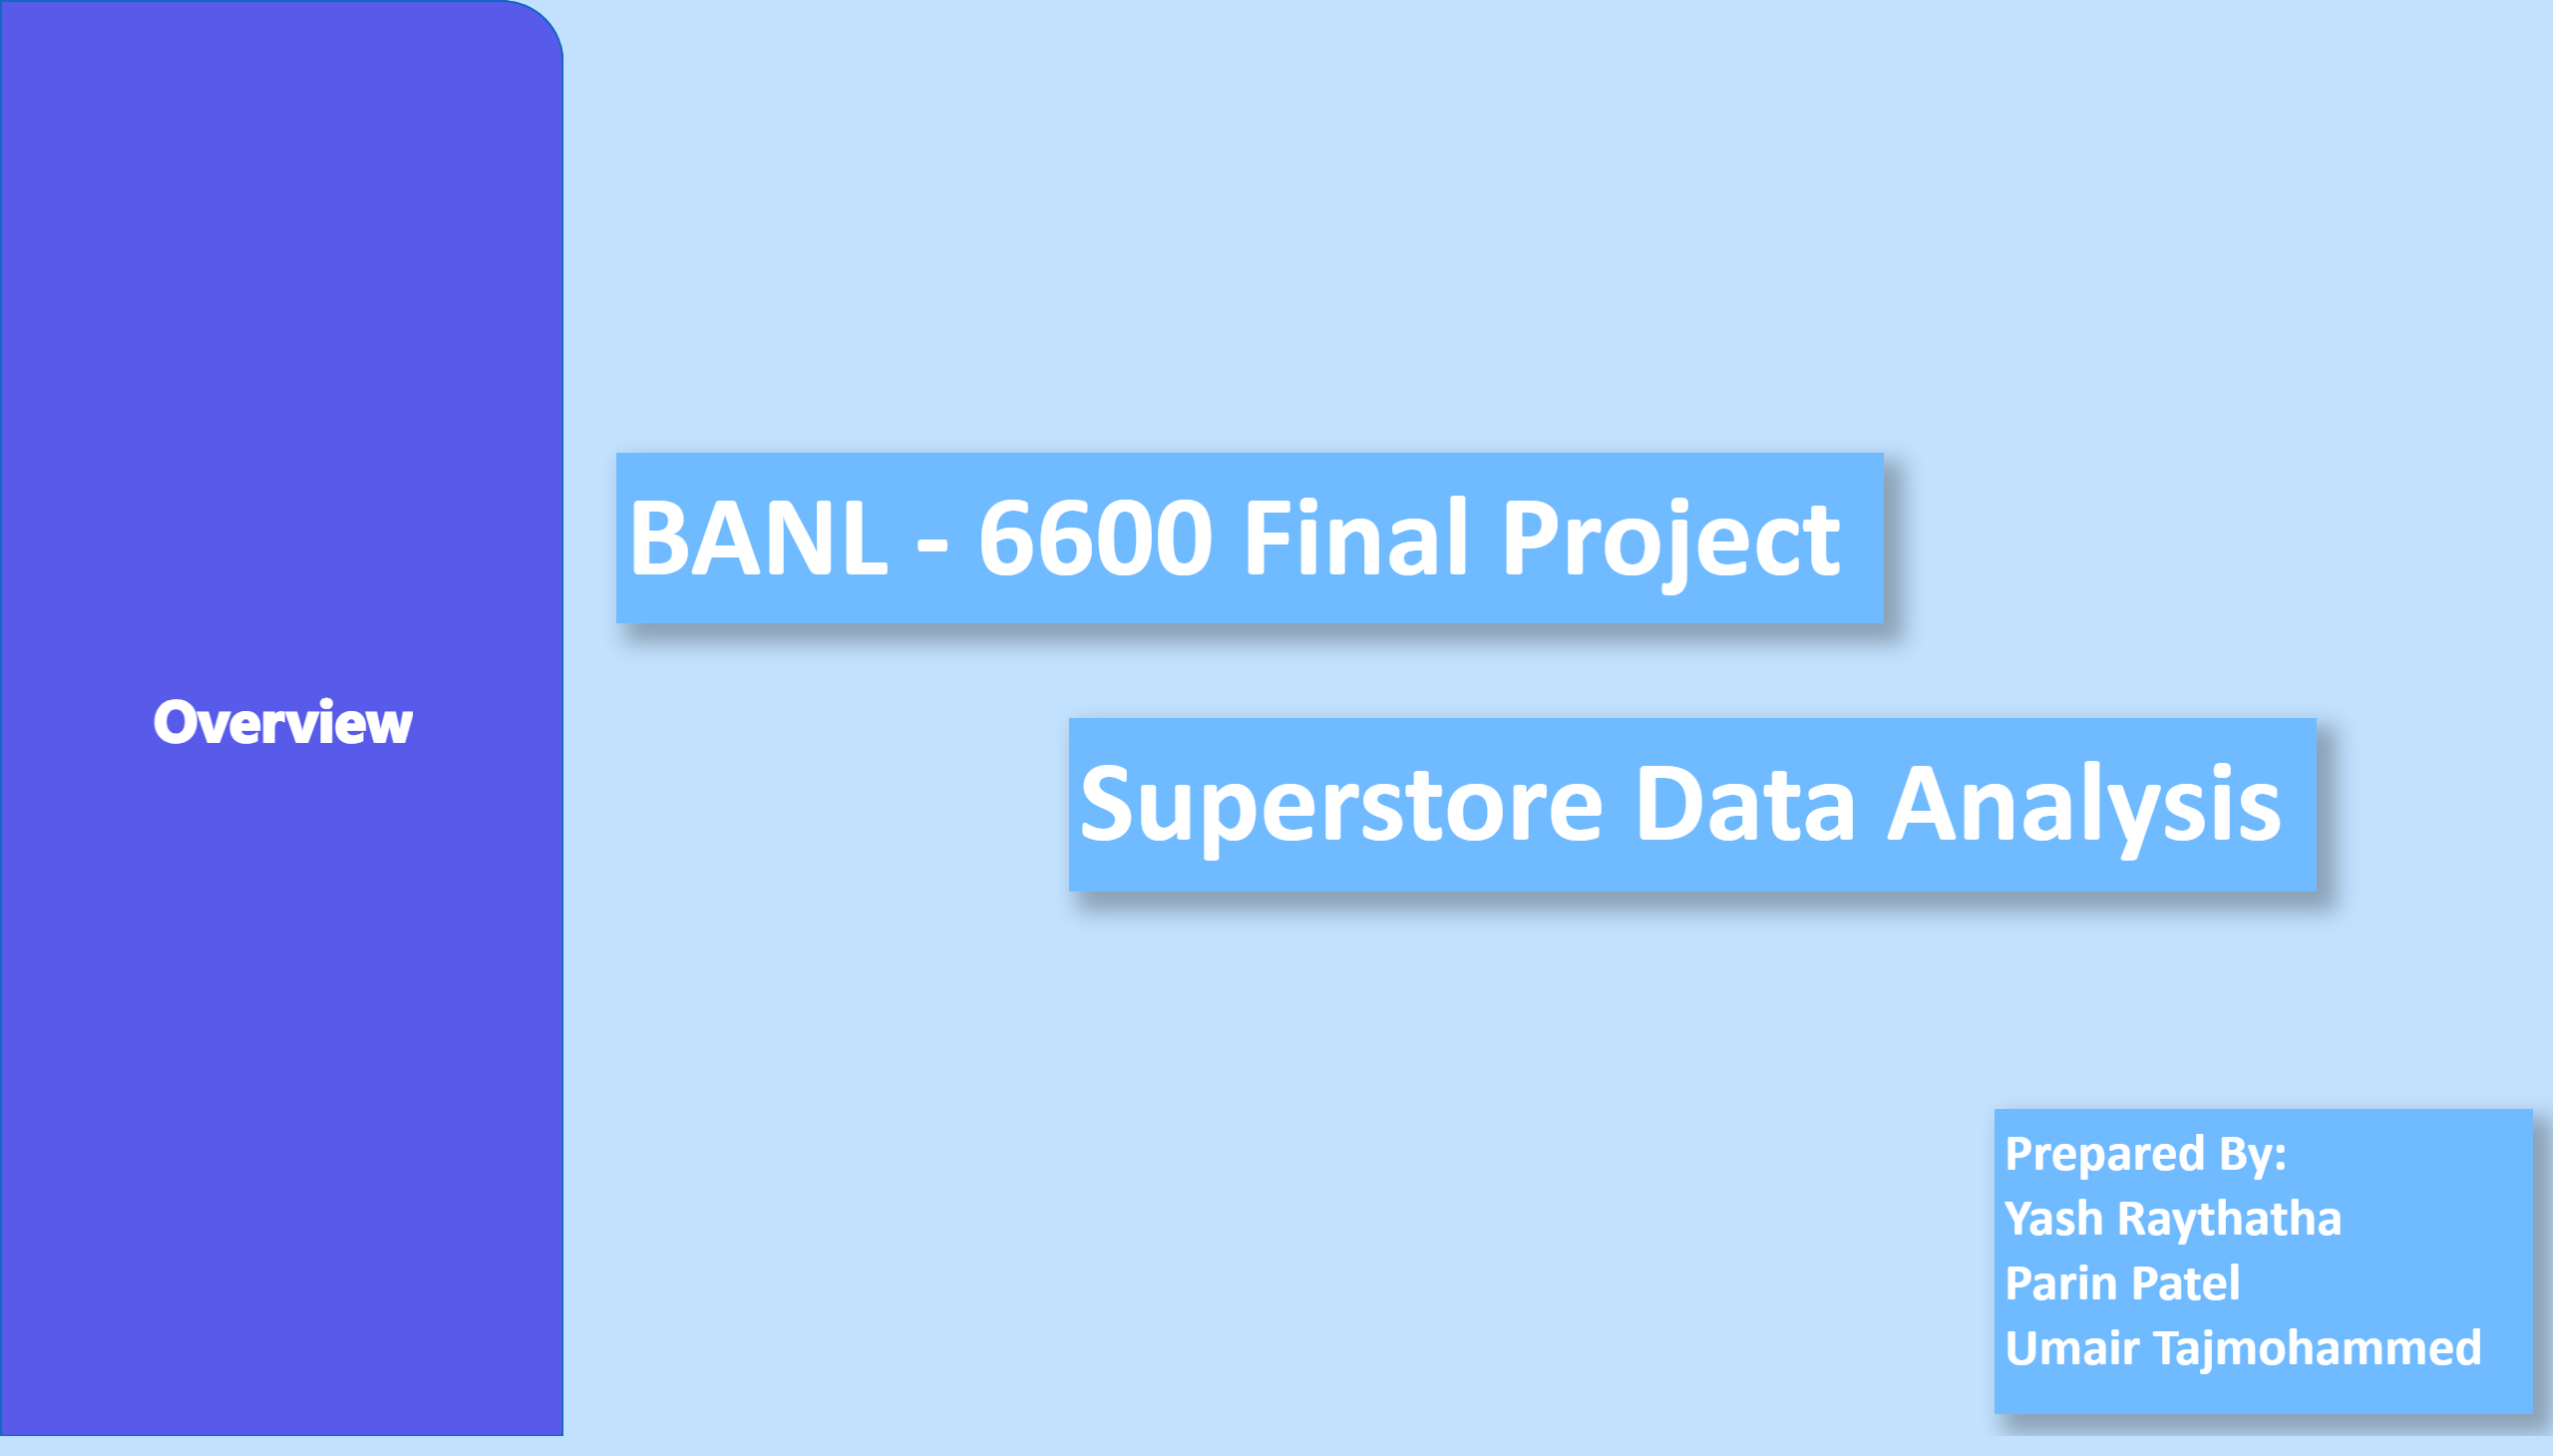 Overview
BANL - 6600 Final Project
Superstore Data Analysis
Prepared By:
Yash Raythatha
Parin Patel
Umair Tajmohammed